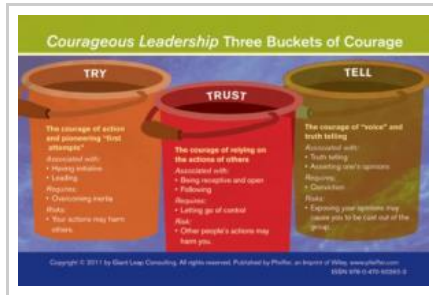 Courageous Leadership Three Buckets of Courage
TRY
The courage of action
and pioneering "first
attempts"
Associated with:
• Having initiative
• Leading
Requires:
• Overcoming inertia
Risks:
• Your actions may harm
others.
TRUST
The courage of relying on
the actions of others
Associated with:
• Being receptive and open
• Following
Requires:
• Letting go of control
Risk:
• Other people's actions may
harm you.
TELL
The courage of "voice" and
truth telling
Associated with:
• Truth telling
• Asserting one's opinions
Requires:
• Conviction
Risks:
• Exposing your opinions may
cause you to be cast out of the
group.
Copyright © 2011 by Giant Leap Consulting. All rights reserved. Published by Pfeiffer, an Imprint of Wiley. www.pfeiffer.com